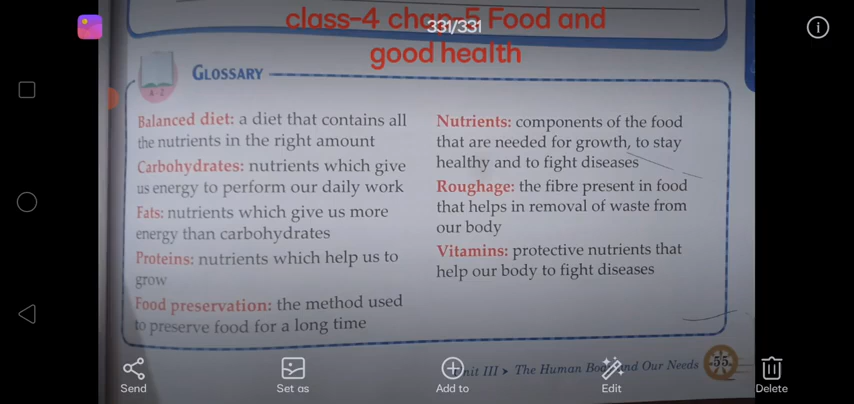 class-4 chap-5 Food and
good health
331/331
GLOSSARY
A-Z
Balanced diet: a diet that contains all
the nutrients in the right amount
Carbohydrates: nutrients which give
us energy to perform our daily work
Fats: nutrients which give us more
energy than carbohydrates
Proteins: nutrients which help us to
grow
Food preservation: the method used
to preserve food for a long time
Nutrients: components of the food
that are needed for growth, to stay
healthy and to fight diseases
Roughage: the fibre present in food
that helps in removal of waste from
our body
Vitamins: protective nutrients that
help our body to fight diseases
Unit III > The Human Body and Our Needs
55
Send
Set as
Add to
Edit
Delete